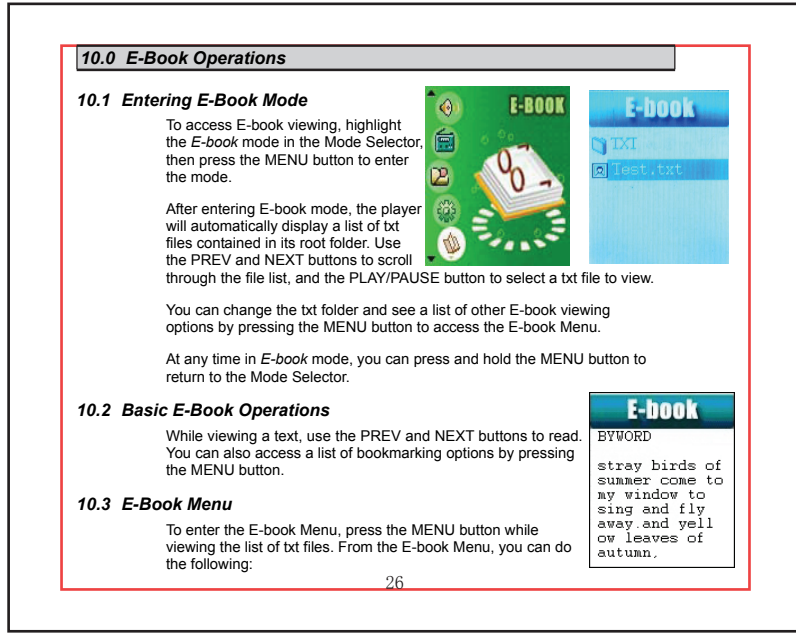 10.0 E-Book Operations
10.1 Entering E-Book Mode
To access E-book viewing, highlight
the E-book mode in the Mode Selector,
then press the MENU button to enter
the mode.
After entering E-book mode, the player
will automatically display a list of txt
files contained in its root folder. Use
the PREV and NEXT buttons to scroll
through the file list, and the PLAY/PAUSE button to select a txt file to view.
E-BOOK
E-book
TXT
Test.txt
You can change the txt folder and see a list of other E-book viewing
options by pressing the MENU button to access the E-book Menu.
At any time in E-book mode, you can press and hold the MENU button to
return to the Mode Selector.
10.2 Basic E-Book Operations
While viewing a text, use the PREV and NEXT buttons to read.
You can also access a list of bookmarking options by pressing
the MENU button.
E-book
BYWORD
stray birds of
summer come to
my window to
sing and fly
away.and yell
ow leaves of
autumn,
10.3 E-Book Menu
To enter the E-book Menu, press the MENU button while
viewing the list of txt files. From the E-book Menu, you can do
the following:
26